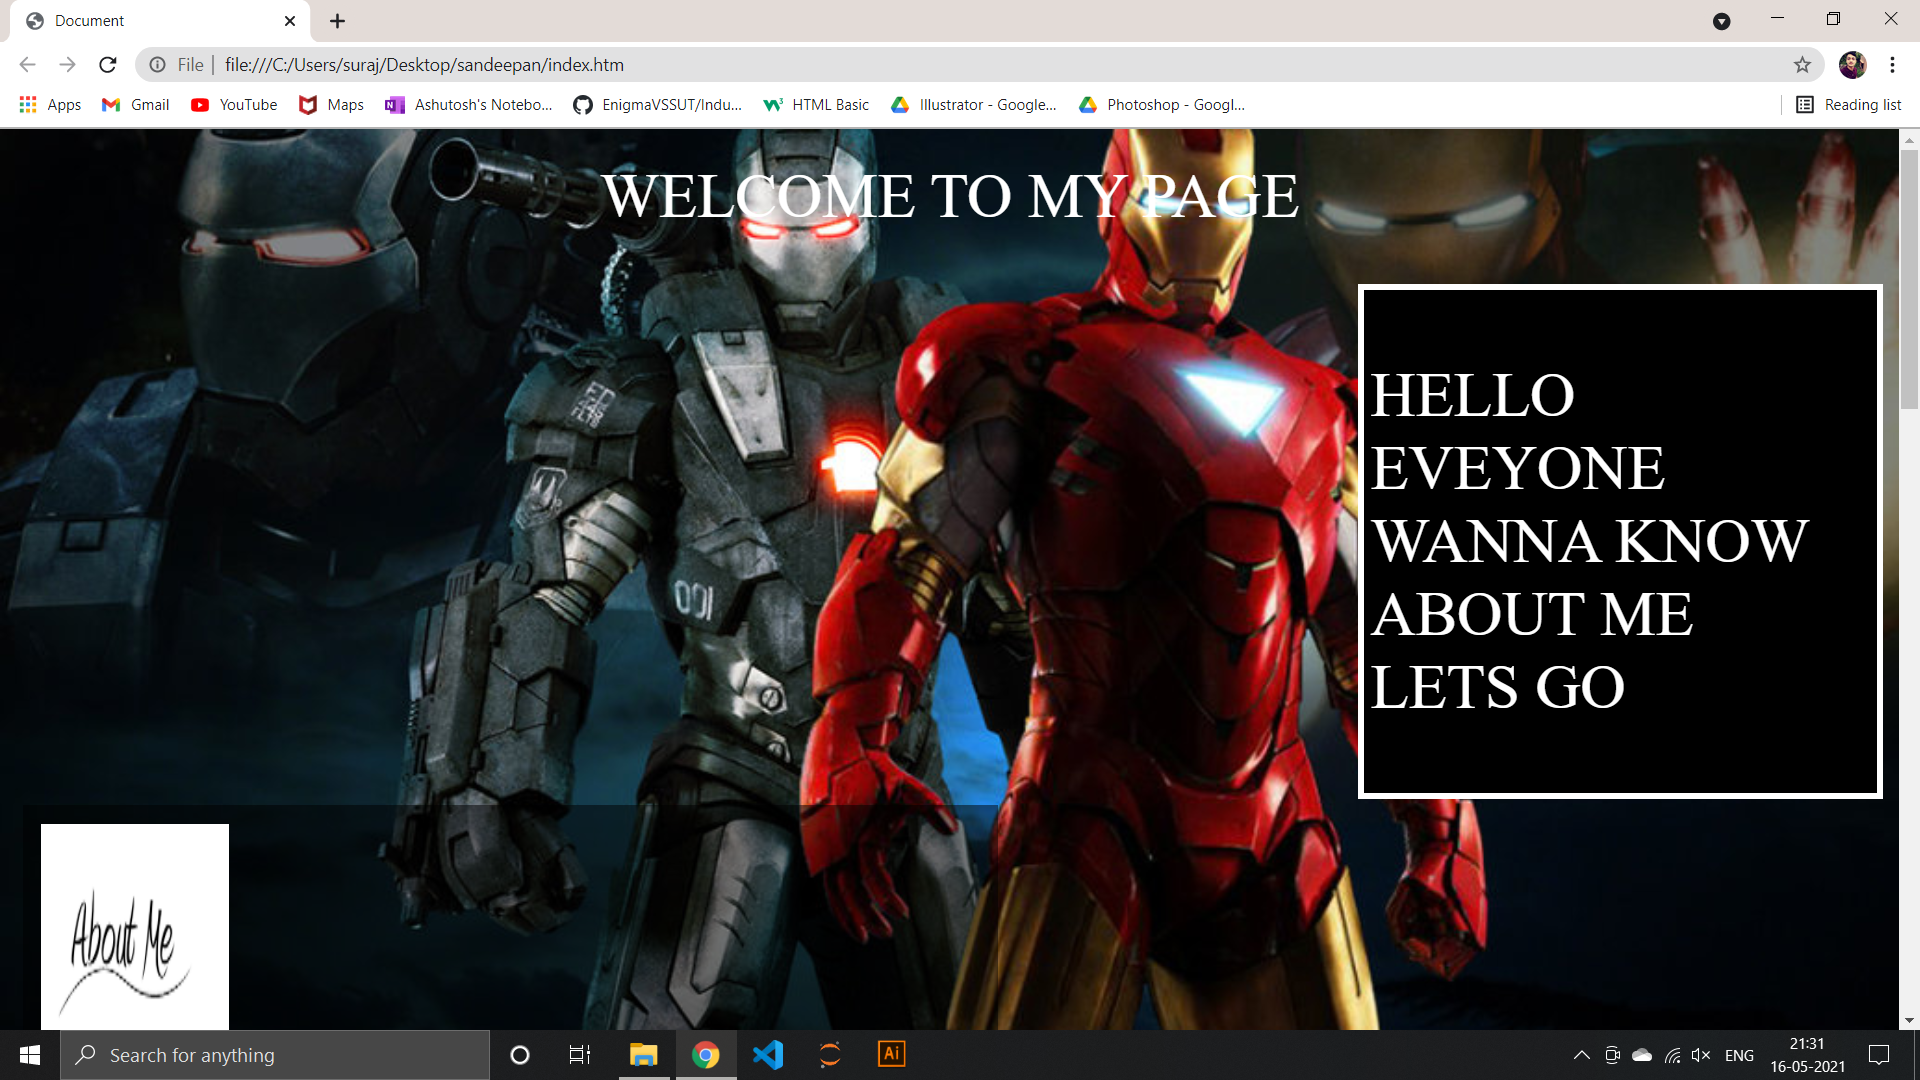 Document
File
file:///C:/Users/suraj/Desktop/sandeepan/index.htm
Apps
Gmail
YouTube
Maps
Ashutosh's Notebo...
EnigmaVSSUT/Indu...
HTML Basic
Illustrator - Google...
Photoshop - Googl...
Reading list
WELCOME TO MY PAGE
HELLO
EVEYONE
WANNA KNOW
ABOUT ME
LETS GO
001
About Me
Search for anything
Ai
ENG
21:31
16-05-2021